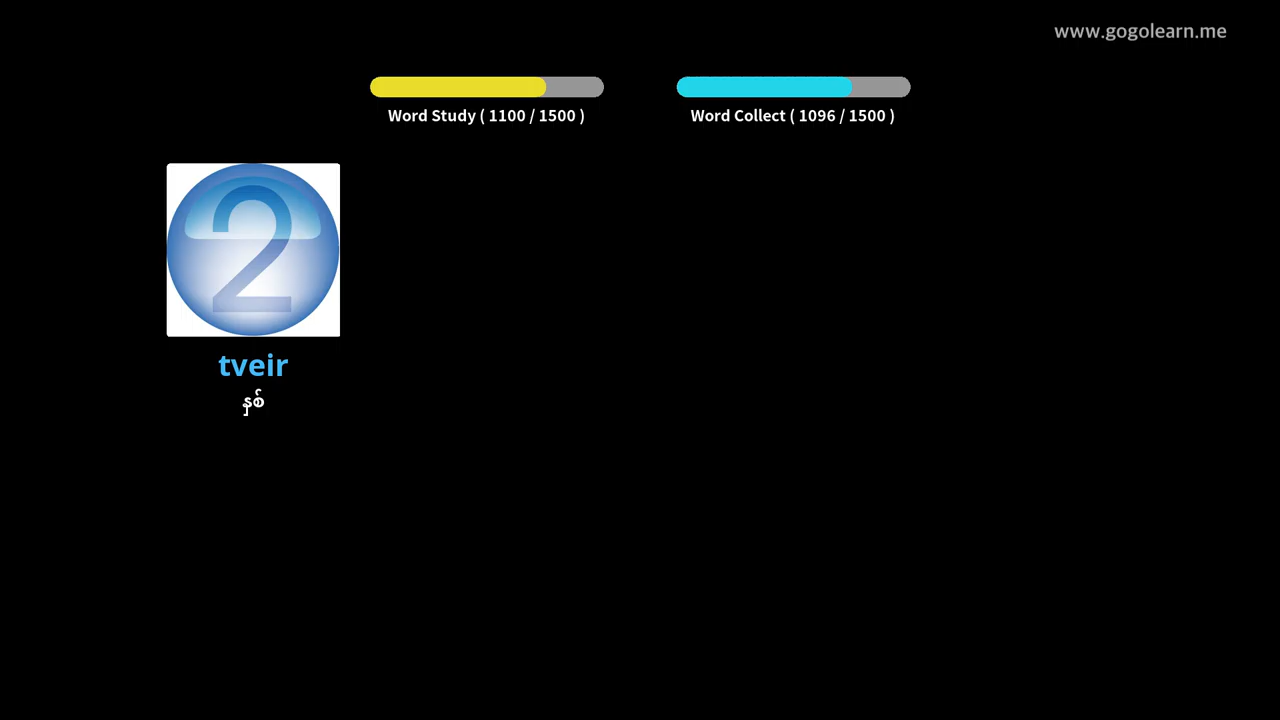 www.gogolearn.me
Word Study ( 1100 / 1500 )
Word Collect ( 1096 / 1500 )
2
tveir
နှစ်